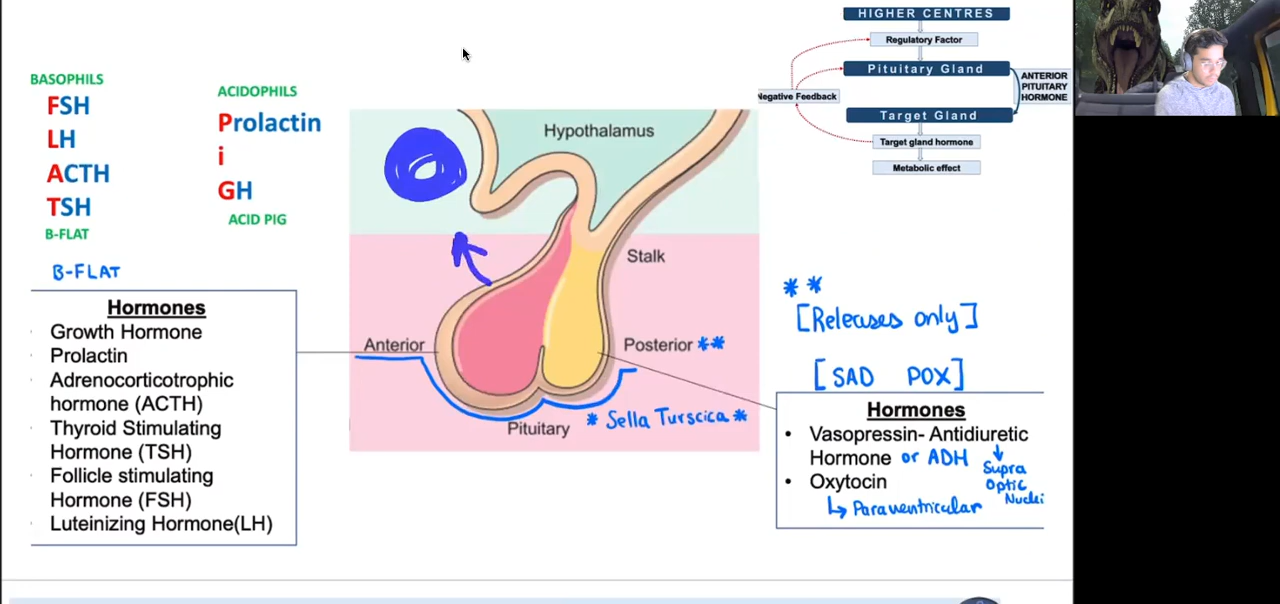 BASOPHILS
FSH
LH
ACTH
TSH
B-FLAT
B-FLAT
ACIDOPHILS
Prolactin
i
GH
ACID PIG
Hormones
Growth Hormone
Prolactin
Adrenocorticotrophic
hormone (ACTH)
Thyroid Stimulating
Hormone (TSH)
Follicle stimulating
Hormone (FSH)
Luteinizing Hormone(LH)
Hypothalamus
Stalk
Anterior
Posterior **
* Sella Turscica *
Pituitary
HIGHER CENTRES
Regulatory Factor
Pituitary Gland
Negative Feedback
ANTERIOR
PITUITARY
HORMONE
Target Gland
Target gland hormone
Metabolic effect
**
[Releases only]
[SAD POX]
Hormones
• Vasopressin- Antidiuretic
Hormone or ADH
Supra
Optic
Nuclei
• Oxytocin
Paraventricular